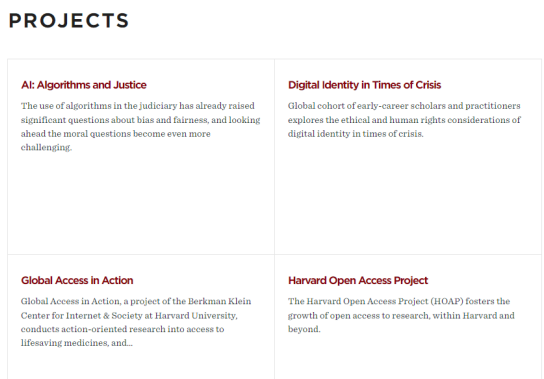 PROJECTS
AI: Algorithms and Justice
The use of algorithms in the judiciary has already raised
significant questions about bias and fairness, and looking
ahead the moral questions become even more
challenging.
Digital Identity in Times of Crisis
Global cohort of early-career scholars and practitioners
explores the ethical and human rights considerations of
digital identity in times of crisis.
Global Access in Action
Global Access in Action, a project of the Berkman Klein
Center for Internet & Society at Harvard University,
conducts action-oriented research into access to
lifesaving medicines, and...
Harvard Open Access Project
The Harvard Open Access Project (HOAP) fosters the
growth of open access to research, within Harvard and
beyond.